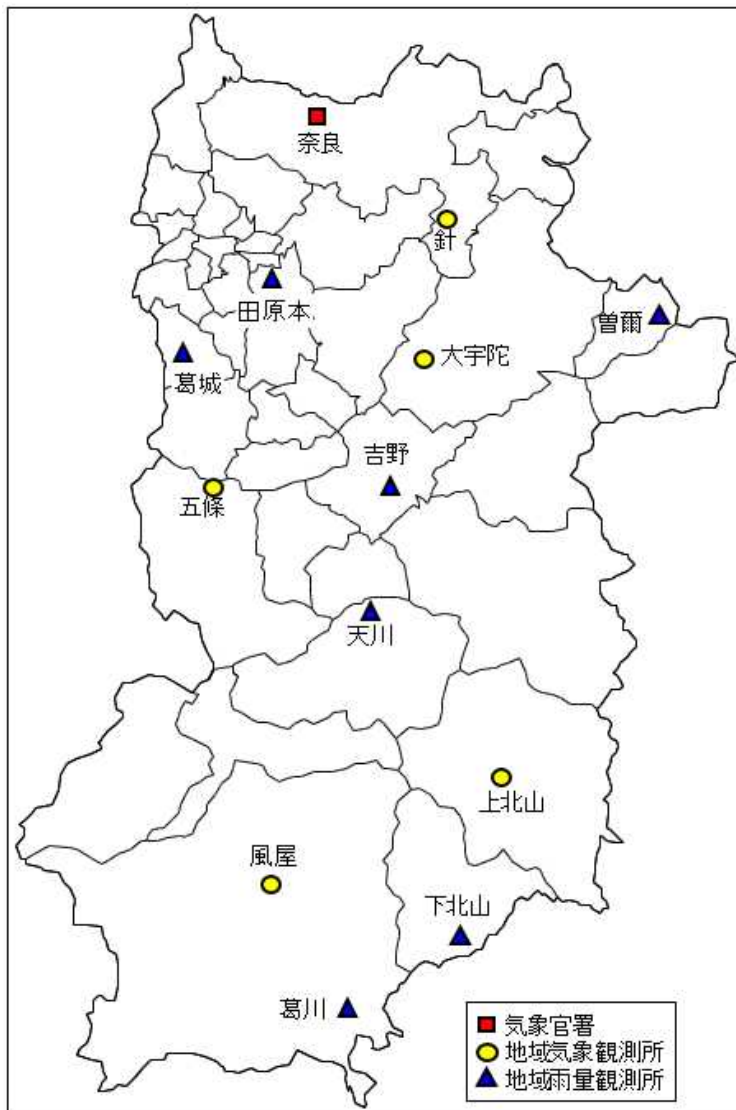 奈良
針
田原本
曽爾
大宇陀
葛城
吉野
五條
天川
上北山
風屋
下北山
葛川
気象官署
地域気象観測所
地域雨量観測所